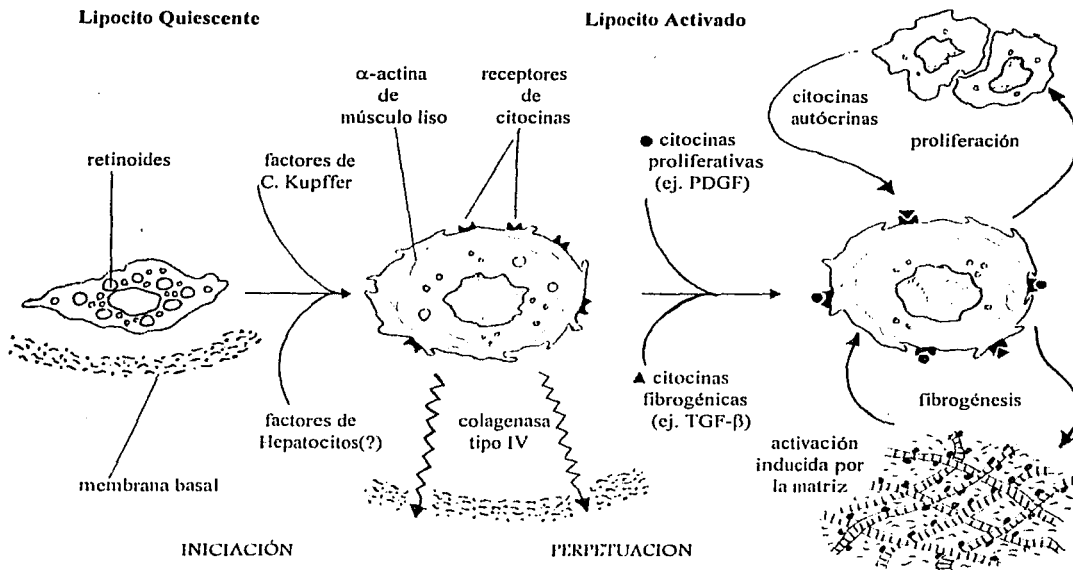 Lipocito Quiescente
Lipocito Activado
retinoides
factores de
C. Kupffer
α-actina
de
músculo liso
receptores
de
citocinas
citocinas
proliferativas
(ej. PDGF)
citocinas
autócrinas
proliferación
membrana basal
factores de
Hepatocitos(?)
colagenasa
tipo IV
citocinas
fibrogénicas
(ej. TGF-β)
fibrogénesis
activación
inducida por
la matriz
INICIACIÓN
PERPETUACION